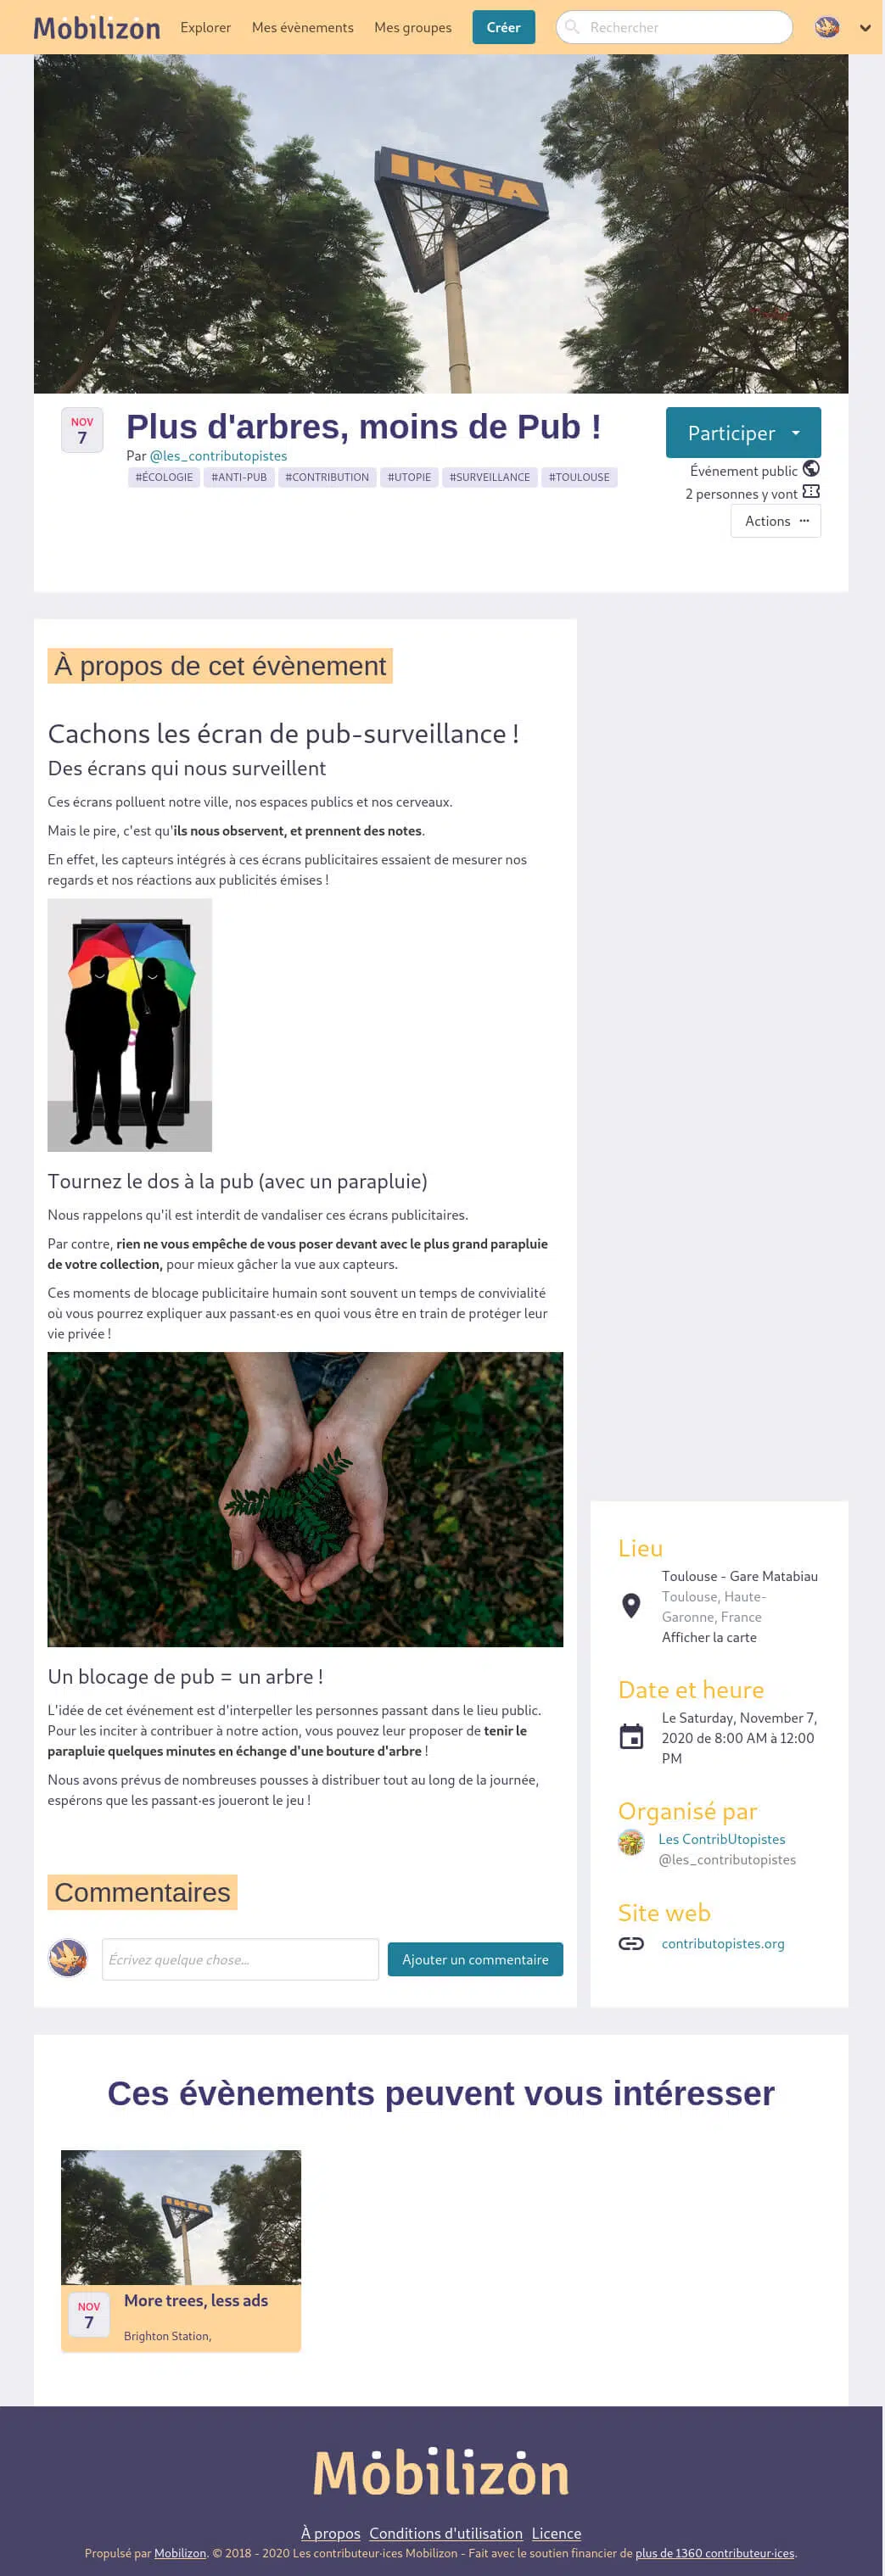 Mobilizon
Explorer
Mes évènements
Mes groupes
Créer
Rechercher
IKEA
NOV
7
Plus d'arbres, moins de Pub !
Par @les_contributopistes
#ÉCOLOGIE #ANTI-PUB #CONTRIBUTION #UTOPIE #SURVEILLANCE #TOULOUSE
Participer
Événement public
2 personnes y vont
Actions
À propos de cet évènement
Cachons les écran de pub-surveillance !
Des écrans qui nous surveillent
Ces écrans polluent notre ville, nos espaces publics et nos cerveaux.
Mais le pire, c'est qu'ils nous observent, et prennent des notes.
En effet, les capteurs intégrés à ces écrans publicitaires essaient de mesurer nos
regards et nos réactions aux publicités émises !
Tournez le dos à la pub (avec un parapluie)
Nous rappelons qu'il est interdit de vandaliser ces écrans publicitaires.
Par contre, rien ne vous empêche de vous poser devant avec le plus grand parapluie
de votre collection, pour mieux gâcher la vue aux capteurs.
Ces moments de blocage publicitaire humain sont souvent un temps de convivialité
où vous pourrez expliquer aux passant·es en quoi vous être en train de protéger leur
vie privée !
Un blocage de pub = un arbre !
L'idée de cet événement est d'interpeller les personnes passant dans le lieu public.
Pour les inciter à contribuer à notre action, vous pouvez leur proposer de tenir le
parapluie quelques minutes en échange d'une bouture d'arbre !
Nous avons prévus de nombreuses pousses à distribuer tout au long de la journée,
espérons que les passant·es joueront le jeu !
Commentaires
Écrivez quelque chose...
Ajouter un commentaire
Lieu
Toulouse - Gare Matabiau
Toulouse, Haute-
Garonne, France
Afficher la carte
Date et heure
Le Saturday, November 7,
2020 de 8:00 AM à 12:00
PM
Organisé par
Les ContribUtopistes
@les_contributopistes
Site web
contributopistes.org
Ces évènements peuvent vous intéresser
IKEA
NOV
7
More trees, less ads
Brighton Station,
Mobilizon
À propos Conditions d'utilisation Licence
Propulsé par Mobilizon. © 2018 - 2020 Les contributeur·ices Mobilizon - Fait avec le soutien financier de plus de 1360 contributeur·ices.